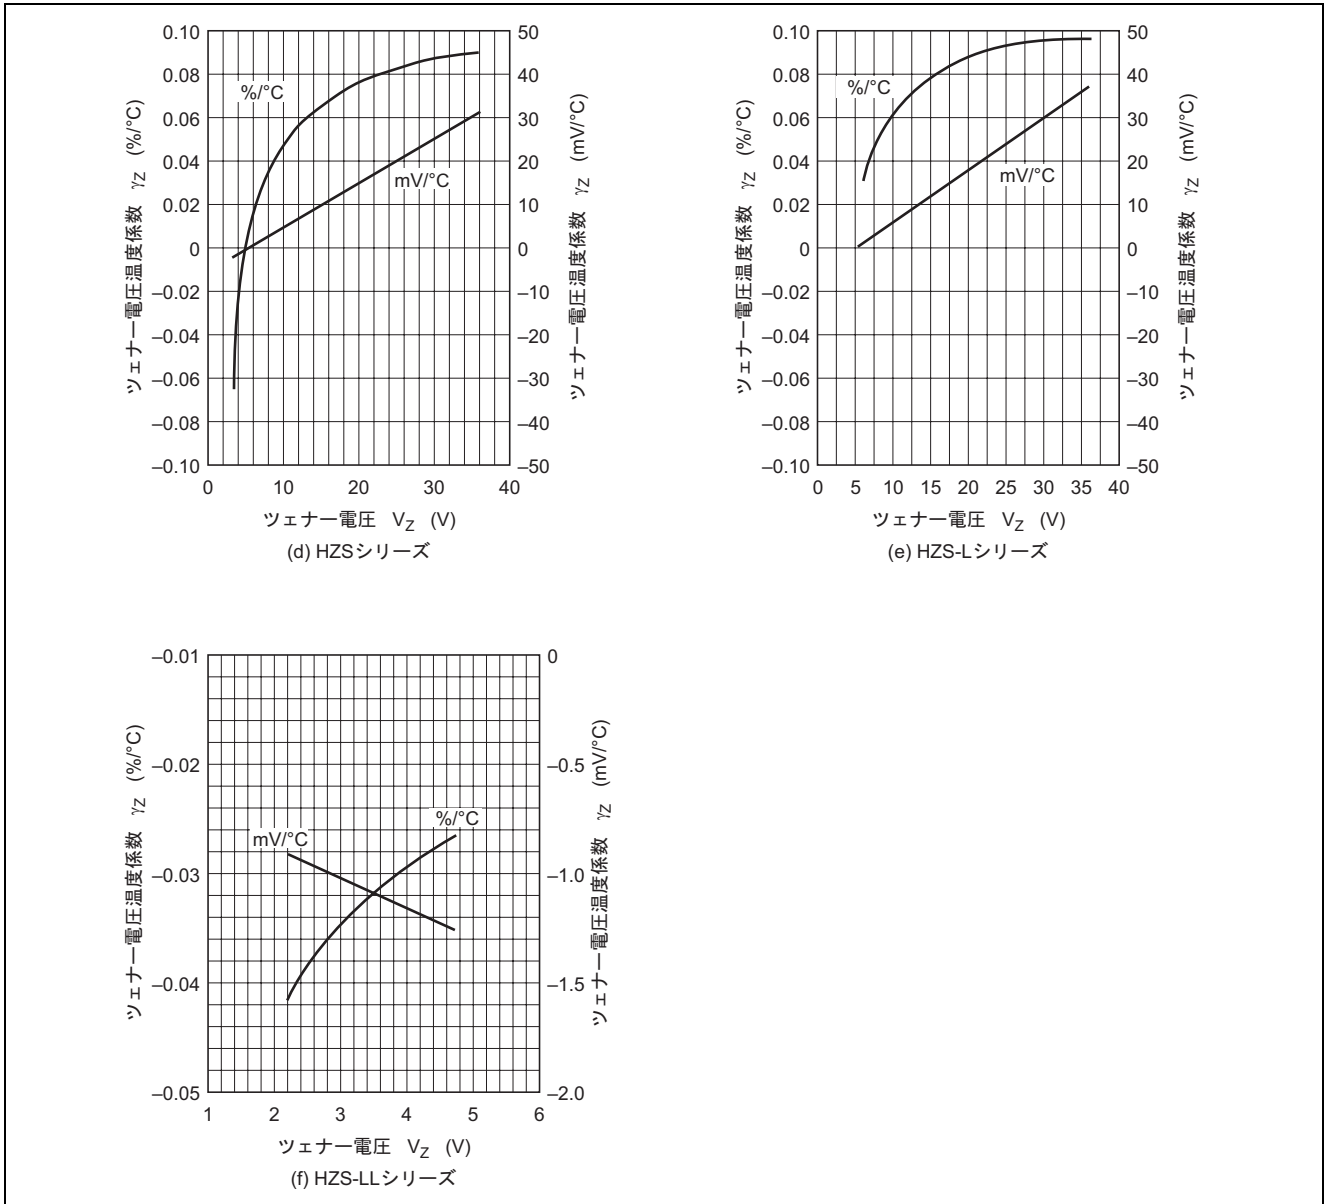 0.10
0.08
0.06
0.04
0.02
0
–0.02
–0.04
–0.06
–0.08
–0.10
50
40
30
20
10
0
–10
–20
–30
–40
–50
%/°C
mV/°C
ツェナー電圧温度係数 γZ (%/°C)
ツェナー電圧温度係数 γZ (mV/°C)
0 10 20 30 40
ツェナー電圧 VZ (V)
(d) HZSシリーズ
0.10
0.08
0.06
0.04
0.02
0
–0.02
–0.04
–0.06
–0.08
–0.10
50
40
30
20
10
0
–10
–20
–30
–40
–50
%/°C
mV/°C
ツェナー電圧温度係数 γZ (%/°C)
ツェナー電圧温度係数 γZ (mV/°C)
0 5 10 15 20 25 30 35 40
ツェナー電圧 VZ (V)
(e) HZS-Lシリーズ
–0.01
–0.02
–0.03
–0.04
–0.05
0
–0.5
–1.0
–1.5
–2.0
mV/°C
%/°C
ツェナー電圧温度係数 γZ (%/°C)
ツェナー電圧温度係数 γZ (mV/°C)
1 2 3 4 5 6
ツェナー電圧 VZ (V)
(f) HZS-LLシリーズ